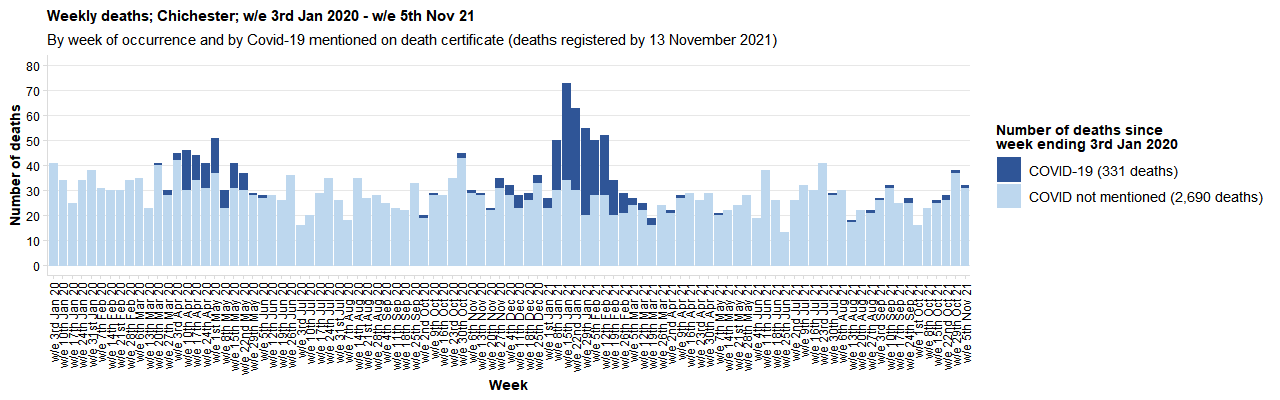 Weekly deaths; Chichester; w/e 3rd Jan 2020 - w/e 5th Nov 21
By week of occurrence and by Covid-19 mentioned on death certificate (deaths registered by 13 November 2021)
Number of deaths
80
70
60
50
40
30
20
10
0
w/e 3rd Jan 20
w/e 10th Jan 20
w/e 17th Jan 20
w/e 24th Jan 20
w/e 31st Jan 20
w/e 7th Feb 20
w/e 14th Feb 20
w/e 21st Feb 20
w/e 28th Feb 20
w/e 6th Mar 20
w/e 13th Mar 20
w/e 20th Mar 20
w/e 27th Mar 20
w/e 3rd Apr 20
w/e 10th Apr 20
w/e 17th Apr 20
w/e 24th Apr 20
w/e 1st May 20
w/e 8th May 20
w/e 15th May 20
w/e 22nd May 20
w/e 29th May 20
w/e 5th Jun 20
w/e 12th Jun 20
w/e 19th Jun 20
w/e 26th Jun 20
w/e 3rd Jul 20
w/e 10th Jul 20
w/e 17th Jul 20
w/e 24th Jul 20
w/e 31st Jul 20
w/e 7th Aug 20
w/e 14th Aug 20
w/e 21st Aug 20
w/e 28th Aug 20
w/e 4th Sep 20
w/e 11th Sep 20
w/e 18th Sep 20
w/e 25th Sep 20
w/e 2nd Oct 20
w/e 9th Oct 20
w/e 16th Oct 20
w/e 23rd Oct 20
w/e 30th Oct 20
w/e 6th Nov 20
w/e 13th Nov 20
w/e 20th Nov 20
w/e 27th Nov 20
w/e 4th Dec 20
w/e 11th Dec 20
w/e 18th Dec 20
w/e 25th Dec 20
w/e 1st Jan 21
w/e 8th Jan 21
w/e 15th Jan 21
w/e 22nd Jan 21
w/e 29th Jan 21
w/e 5th Feb 21
w/e 12th Feb 21
w/e 19th Feb 21
w/e 26th Feb 21
w/e 5th Mar 21
w/e 12th Mar 21
w/e 19th Mar 21
w/e 26th Mar 21
w/e 2nd Apr 21
w/e 9th Apr 21
w/e 16th Apr 21
w/e 23rd Apr 21
w/e 30th Apr 21
w/e 7th May 21
w/e 14th May 21
w/e 21st May 21
w/e 28th May 21
w/e 4th Jun 21
w/e 11th Jun 21
w/e 18th Jun 21
w/e 25th Jun 21
w/e 2nd Jul 21
w/e 9th Jul 21
w/e 16th Jul 21
w/e 23rd Jul 21
w/e 30th Jul 21
w/e 6th Aug 21
w/e 13th Aug 21
w/e 20th Aug 21
w/e 27th Aug 21
w/e 3rd Sep 21
w/e 10th Sep 21
w/e 17th Sep 21
w/e 24th Sep 21
w/e 1st Oct 21
w/e 8th Oct 21
w/e 15th Oct 21
w/e 22nd Oct 21
w/e 29th Oct 21
w/e 5th Nov 21
Week
Number of deaths since
week ending 3rd Jan 2020
COVID-19 (331 deaths)
COVID not mentioned (2,690 deaths)